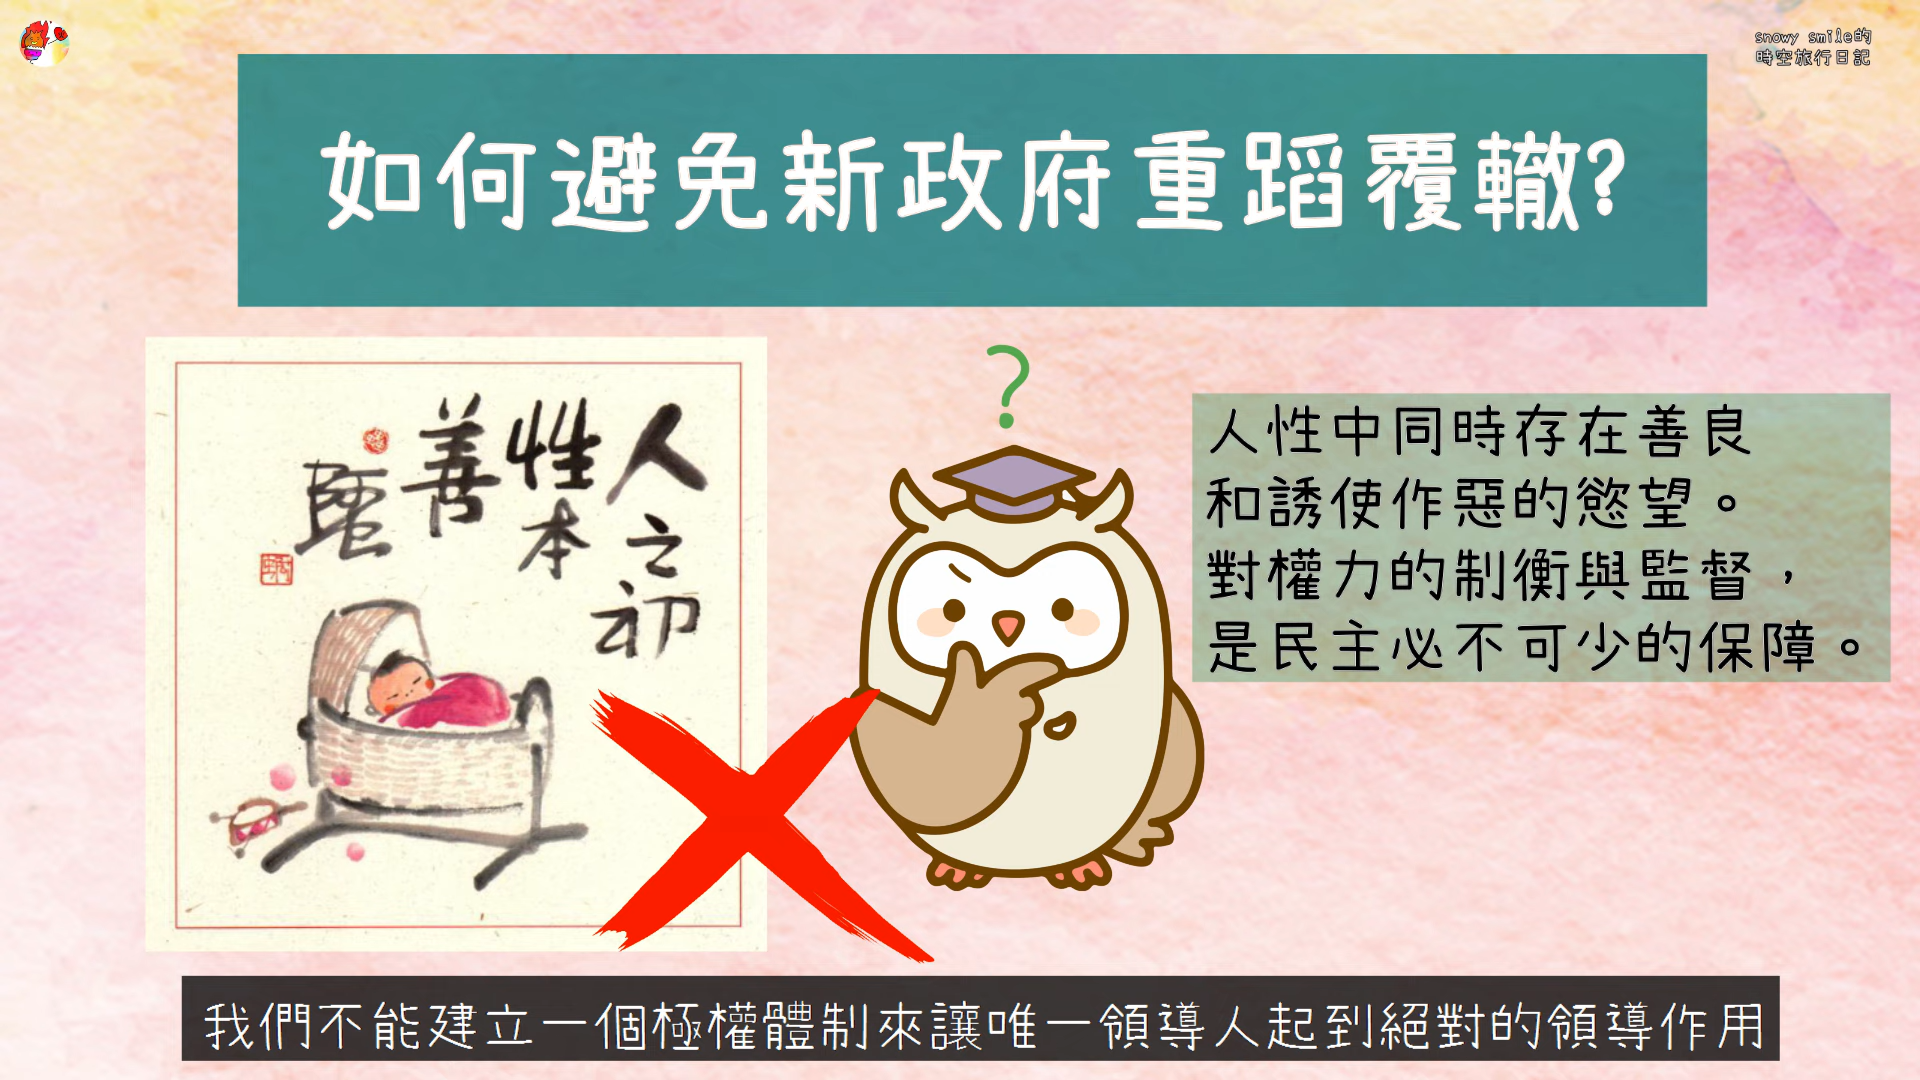 snowy smile的
時空旅行日記
如何避免新政府重蹈覆轍?
人之初
性本
善
?
人性中同時存在善良
和誘使作惡的慾望。
對權力的制衡與監督，
是民主必不可少的保障。
我們不能建立一個極權體制來讓唯一領導人起到絕對的領導作用